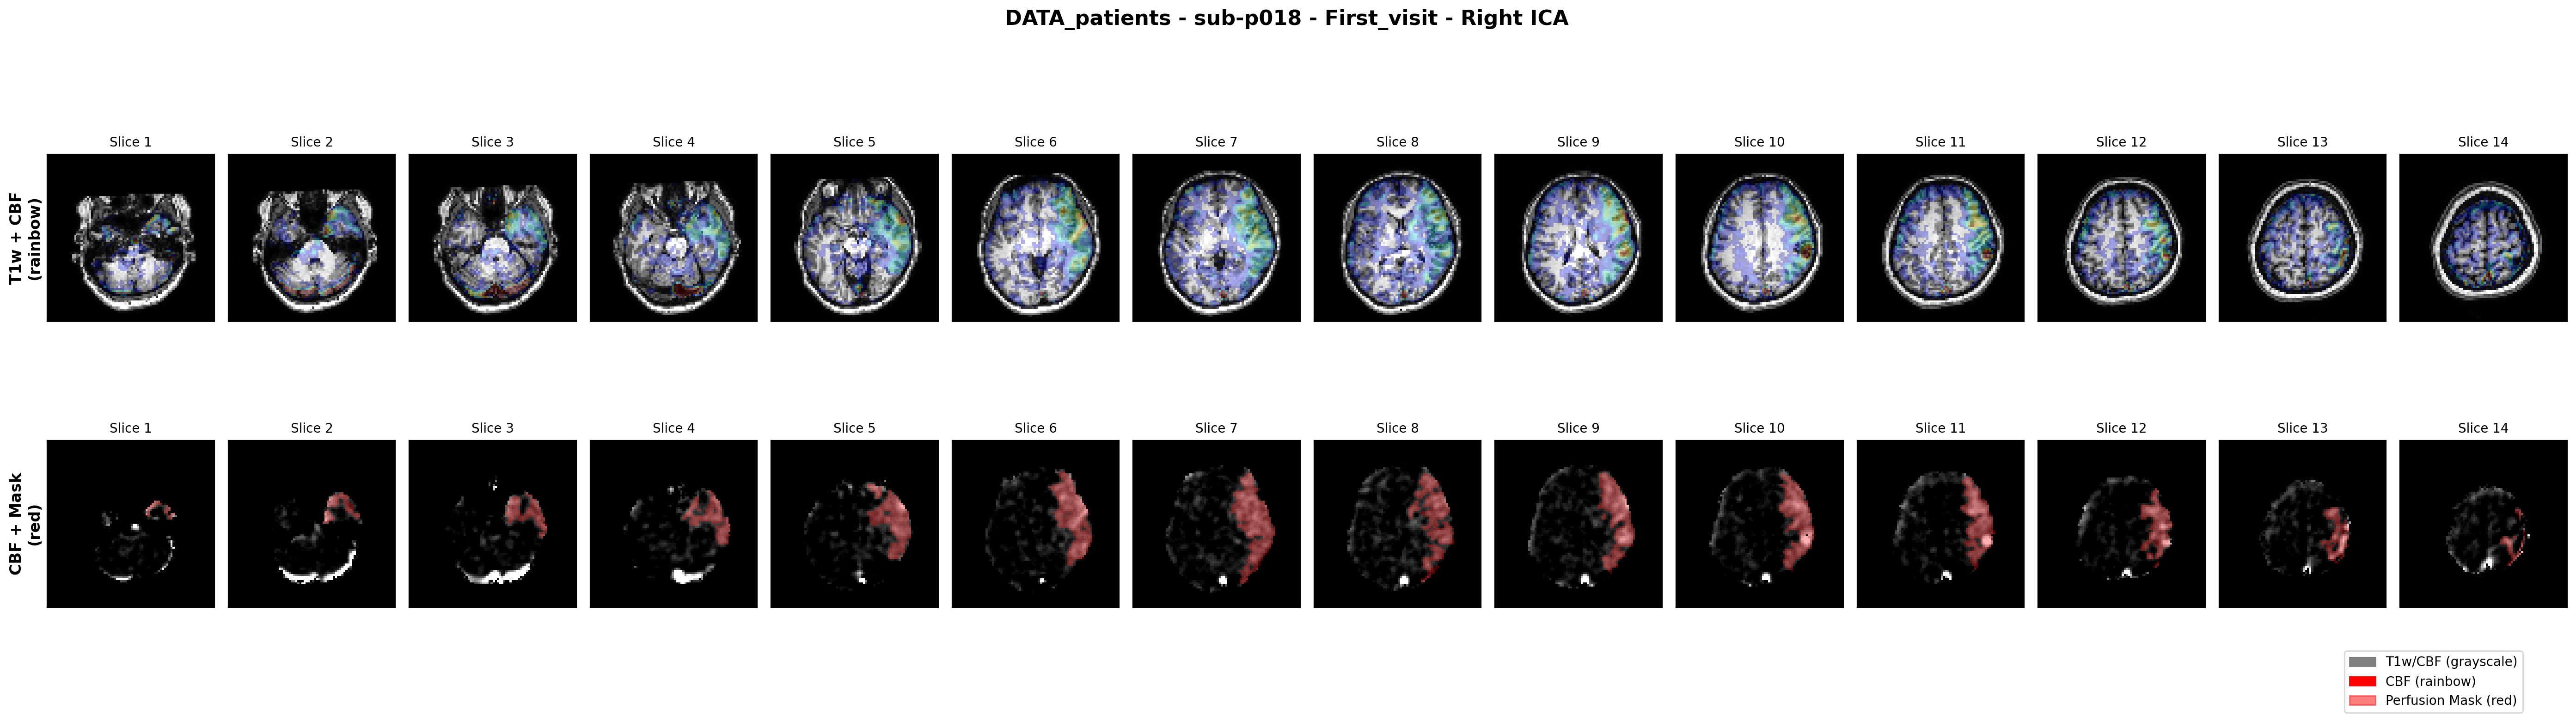 DATA_patients - sub-p018 - First_visit - Right ICA
T1w + CBF
(rainbow)
Slice 1 Slice 2 Slice 3 Slice 4 Slice 5 Slice 6 Slice 7 Slice 8 Slice 9 Slice 10 Slice 11 Slice 12 Slice 13 Slice 14
CBF + Mask
(red)
Slice 1 Slice 2 Slice 3 Slice 4 Slice 5 Slice 6 Slice 7 Slice 8 Slice 9 Slice 10 Slice 11 Slice 12 Slice 13 Slice 14
T1w/CBF (grayscale)
CBF (rainbow)
Perfusion Mask (red)